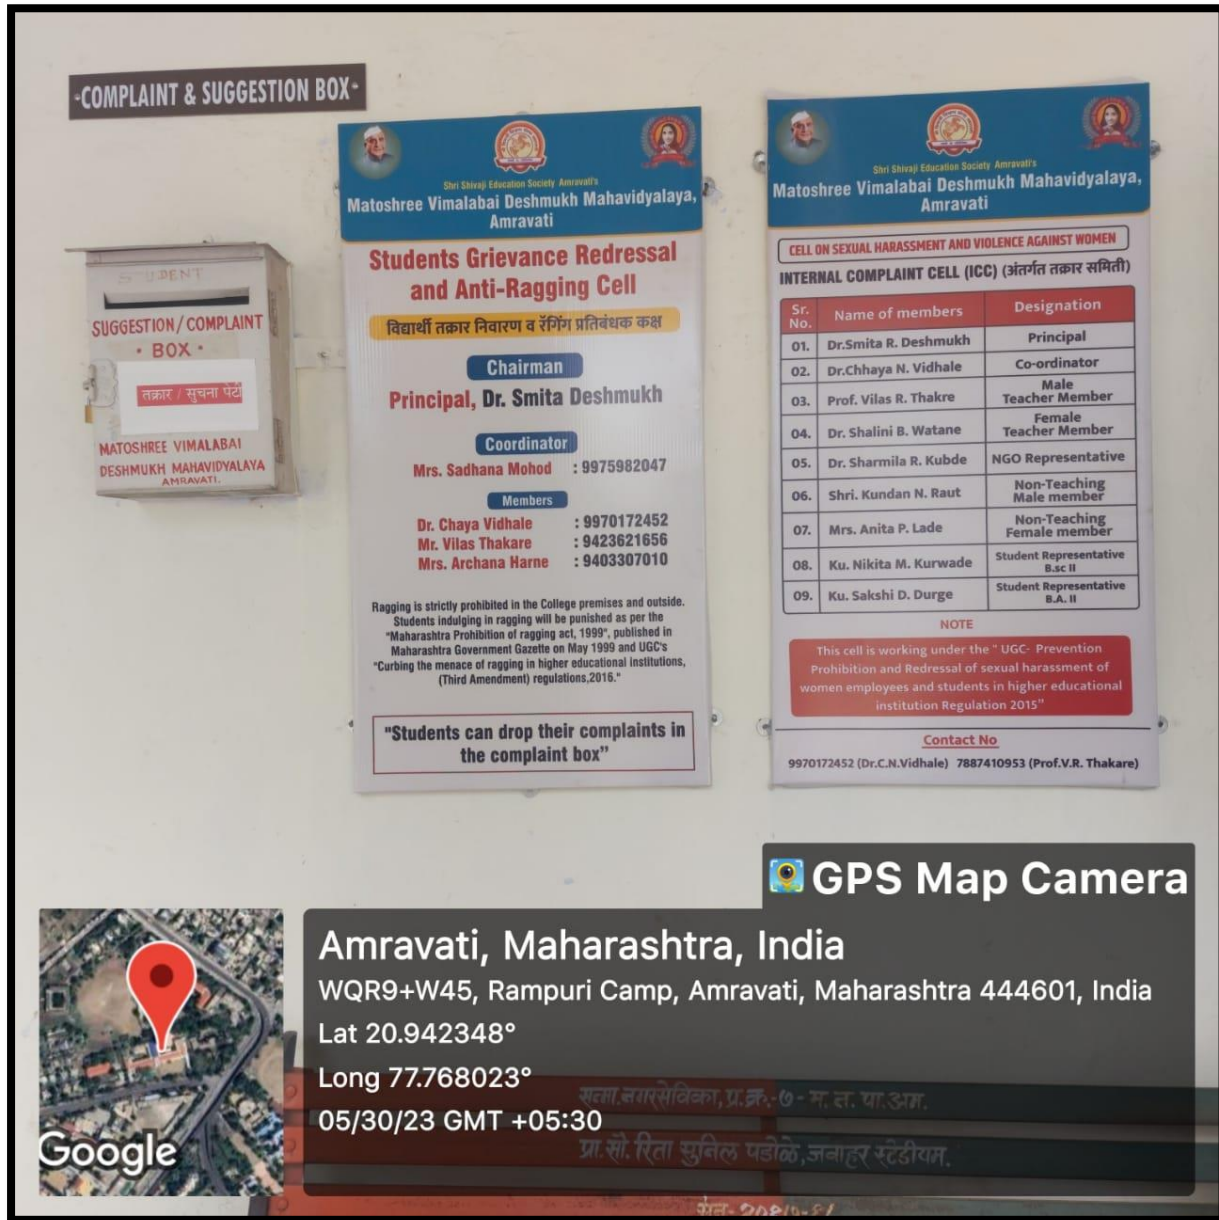 COMPLAINT & SUGGESTION BOX
STUDENT
SUGGESTION/COMPLAINT
• BOX •
तक्रार / सुचना पेटी
MATOSHREE VIMALABAI
DESHMUKH MAHAVIDYALAYA
AMRAVATI.
Shri Shivaji Education Society Amravati's
Matoshree Vimalabai Deshmukh Mahavidyalaya,
Amravati
Students Grievance Redressal
and Anti-Ragging Cell
विद्यार्थी तक्रार निवारण व रॅगिंग प्रतिबंधक कक्ष
Chairman
Principal, Dr. Smita Deshmukh
Coordinator
Mrs. Sadhana Mohod : 9975982047
Members
Dr. Chaya Vidhale : 9970172452
Mr. Vilas Thakare : 9423621656
Mrs. Archana Harne : 9403307010
Ragging is strictly prohibited in the College premises and outside.
Students indulging in ragging will be punished as per the
"Maharashtra Prohibition of ragging act, 1999", published in
Maharashtra Government Gazette on May 1999 and UGC's
"Curbing the menace of ragging in higher educational institutions,
(Third Amendment) regulations,2016."
"Students can drop their complaints in
the complaint box"
Shri Shivaji Education Society Amravati's
Matoshree Vimalabai Deshmukh Mahavidyalaya,
Amravati
CELL ON SEXUAL HARASSMENT AND VIOLENCE AGAINST WOMEN
INTERNAL COMPLAINT CELL (ICC) (अंतर्गत तक्रार समिती)
Sr. No. Name of members Designation
01. Dr.Smita R. Deshmukh Principal
02. Dr.Chhaya N. Vidhale Co-ordinator
03. Prof. Vilas R. Thakre Male Teacher Member
04. Dr. Shalini B. Watane Female Teacher Member
05. Dr. Sharmila R. Kubde NGO Representative
06. Shri. Kundan N. Raut Non-Teaching Male member
07. Mrs. Anita P. Lade Non-Teaching Female member
08. Ku. Nikita M. Kurwade Student Representative B.sc II
09. Ku. Sakshi D. Durge Student Representative B.A. II
NOTE
This cell is working under the " UGC- Prevention
Prohibition and Redressal of sexual harassment of
women employees and students in higher educational
institution Regulation 2015"
Contact No
9970172452 (Dr.C.N.Vidhale) 7887410953 (Prof.V.R. Thakare)
GPS Map Camera
Amravati, Maharashtra, India
WQR9+W45, Rampuri Camp, Amravati, Maharashtra 444601, India
Lat 20.942348°
Long 77.768023°
05/30/23 GMT +05:30
Google
प्रा.सौ. रिता सुनिल पडोळे,जवाहर स्टेडीयम.